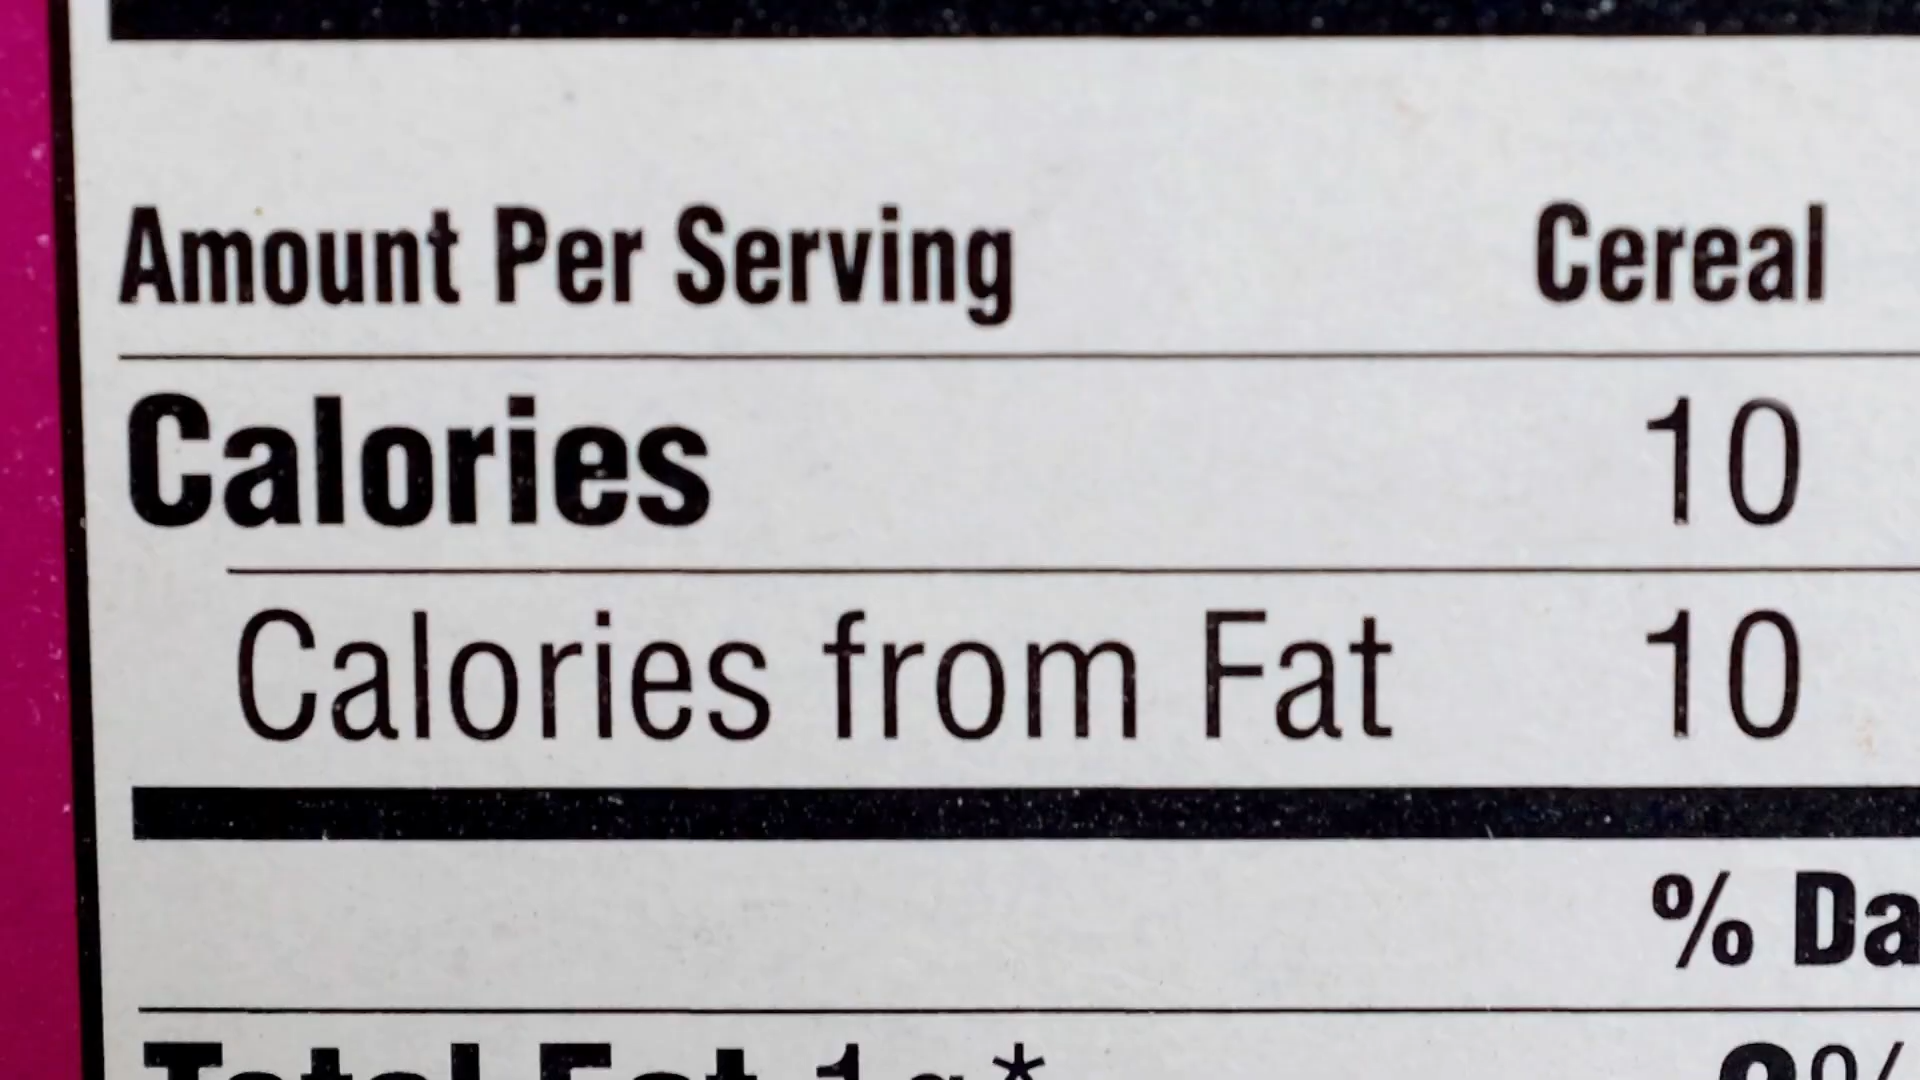 Amount Per Serving Cereal
Calories 10
Calories from Fat 10
% Da
Total Fat 1g*